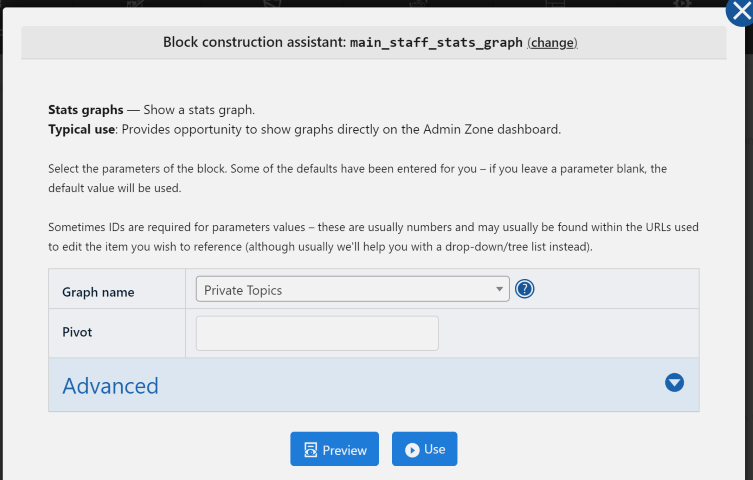 Block construction assistant: main_staff_stats_graph (change)
Stats graphs — Show a stats graph.
Typical use: Provides opportunity to show graphs directly on the Admin Zone dashboard.
Select the parameters of the block. Some of the defaults have been entered for you – if you leave a parameter blank, the
default value will be used.
Sometimes IDs are required for parameters values – these are usually numbers and may usually be found within the URLs used
to edit the item you wish to reference (although usually we'll help you with a drop-down/tree list instead).
Graph name Private Topics ?
Pivot
Advanced
Preview Use